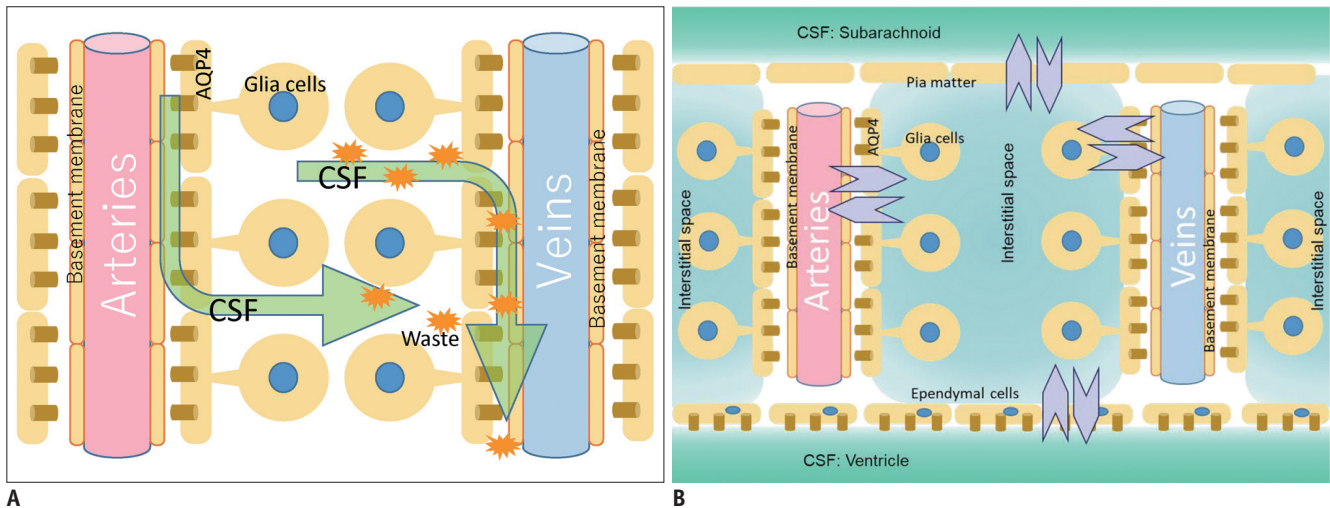 Basement membrane
Arteries
AQP4
Glia cells
CSF
CSF
Waste
Veins
Basement membrane
A
CSF: Subarachnoid
Pia matter
Interstitial space
Basement membrane
Arteries
AQP4
Glia cells
Interstitial space
Veins
Basement membrane
Interstitial space
Ependymal cells
CSF: Ventricle
B